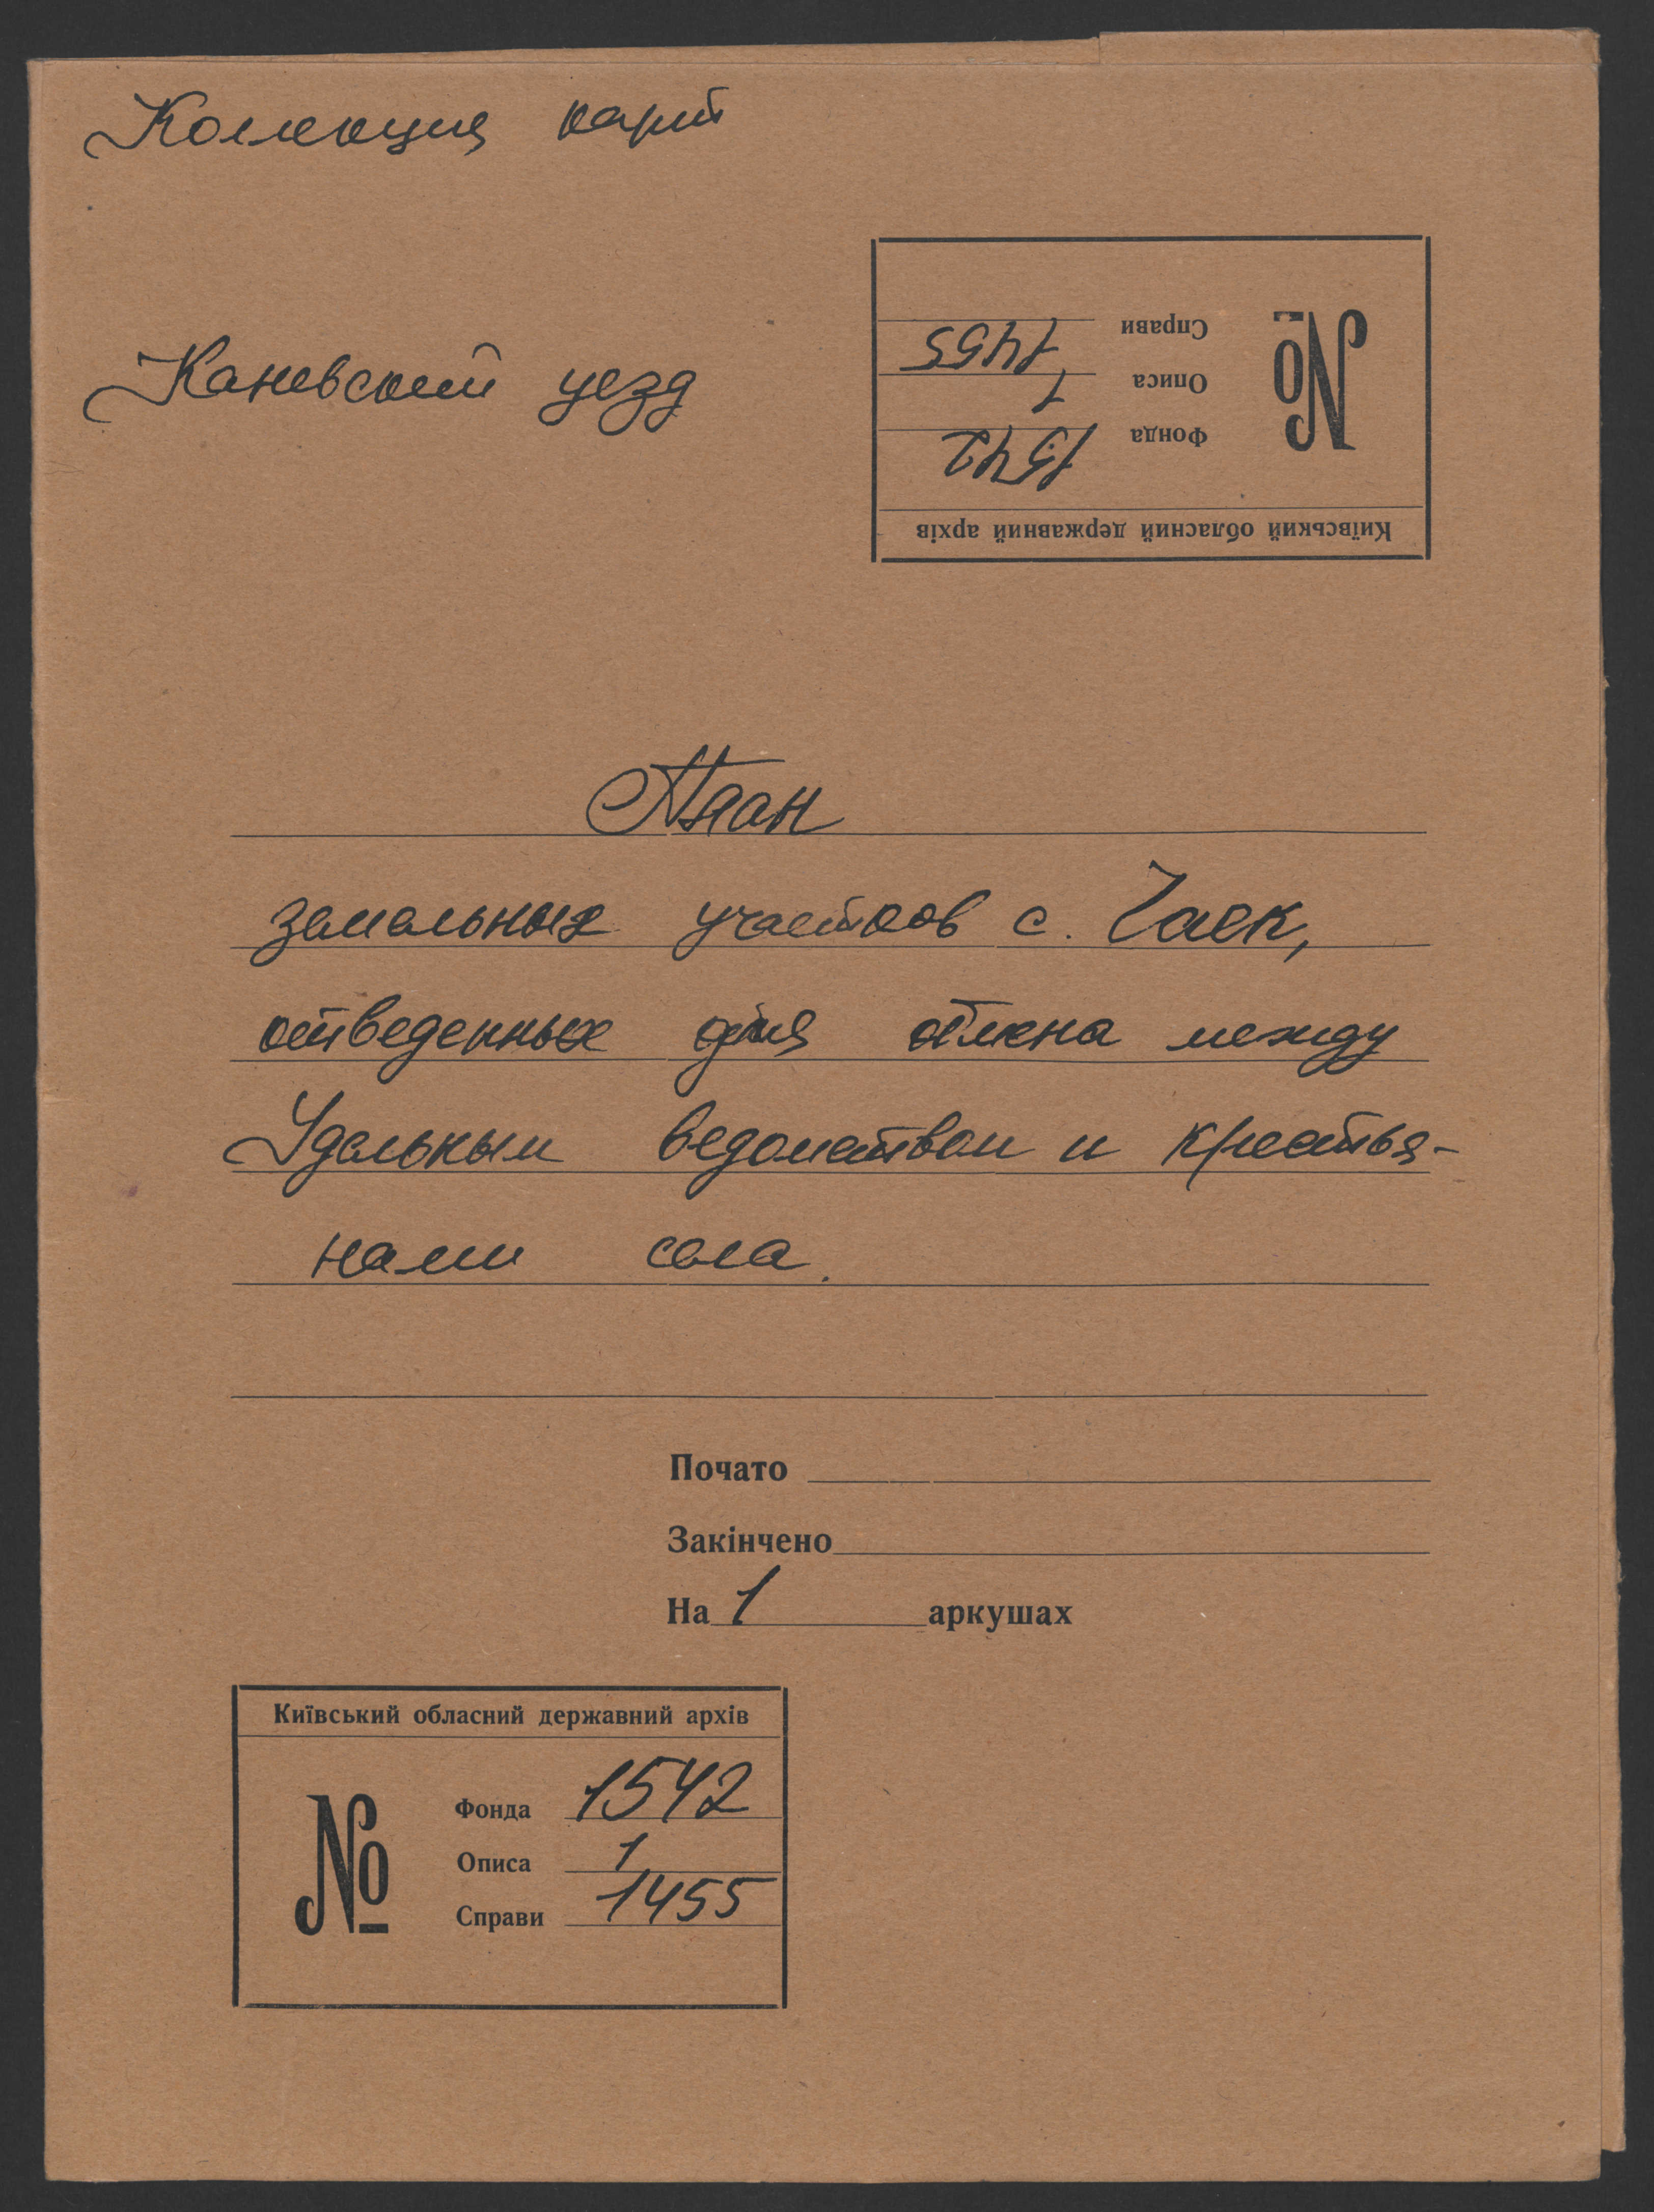 Коллекция карт
Каневский уезд
Справи 1455
Описа 1
Фонда 1542
№
Київський обласний державний архів
План
земельных участков с. Гаек,
отведенных для обмена между
Удельным ведомством и крестья-
нами села.
Почато
Закінчено
На 1 аркушах
Київський обласний державний архів
№
Фонда 1542
Описа 1
Справи 1455